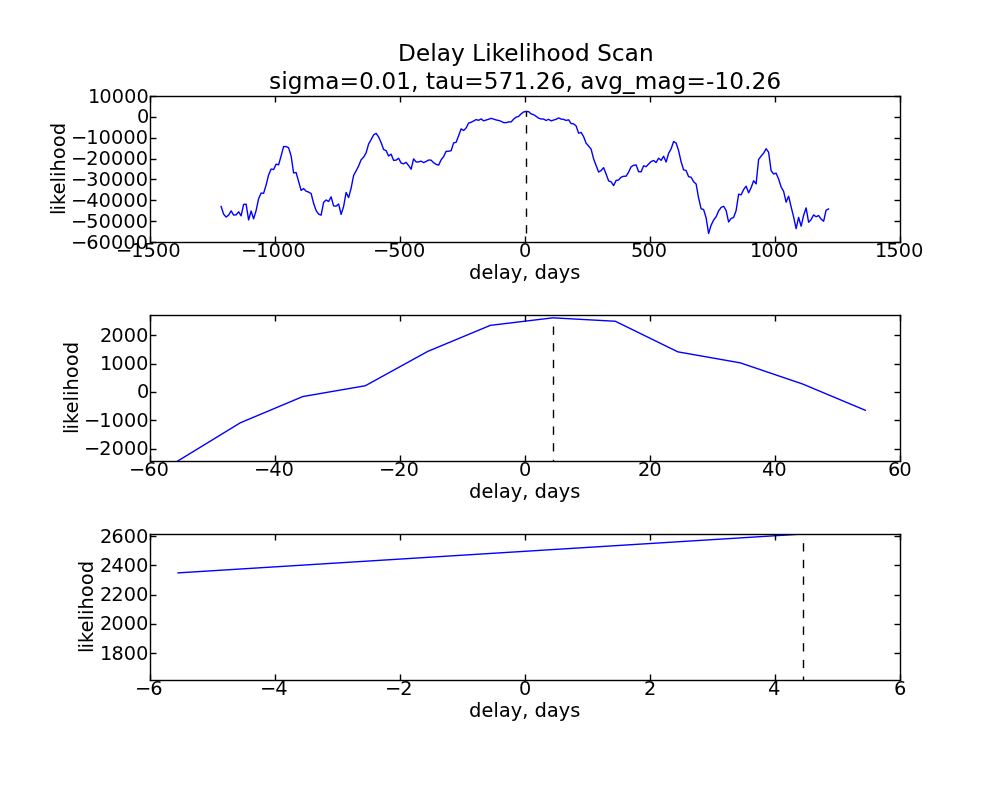 Delay Likelihood Scan
sigma=0.01, tau=571.26, avg_mag=-10.26
10000
0
−10000
−20000
−30000
−40000
−50000
−60000
likelihood
−1500 −1000 −500 0 500 1000 1500
delay, days
2000
1000
0
−1000
−2000
likelihood
−60 −40 −20 0 20 40 60
delay, days
2600
2400
2200
2000
1800
likelihood
−6 −4 −2 0 2 4 6
delay, days